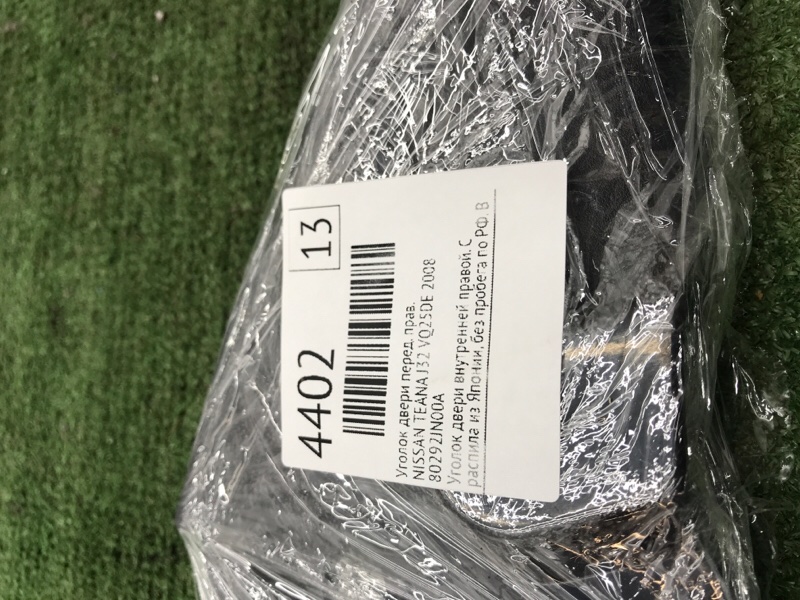 4402
13
Уголок двери перед. прав.
NISSAN TEANA J32 VQ25DE 2008
80292JN00A
Уголок двери внутренней правой. С
распила из Японии, без пробега по РФ. В